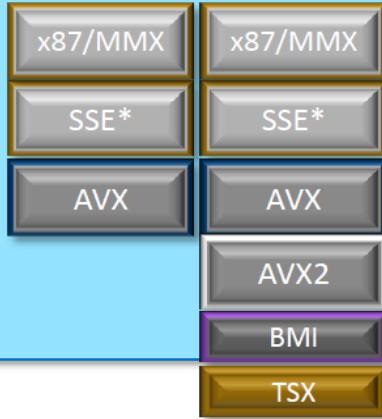 x87/MMX x87/MMX
SSE* SSE*
AVX AVX
AVX2
BMI
TSX